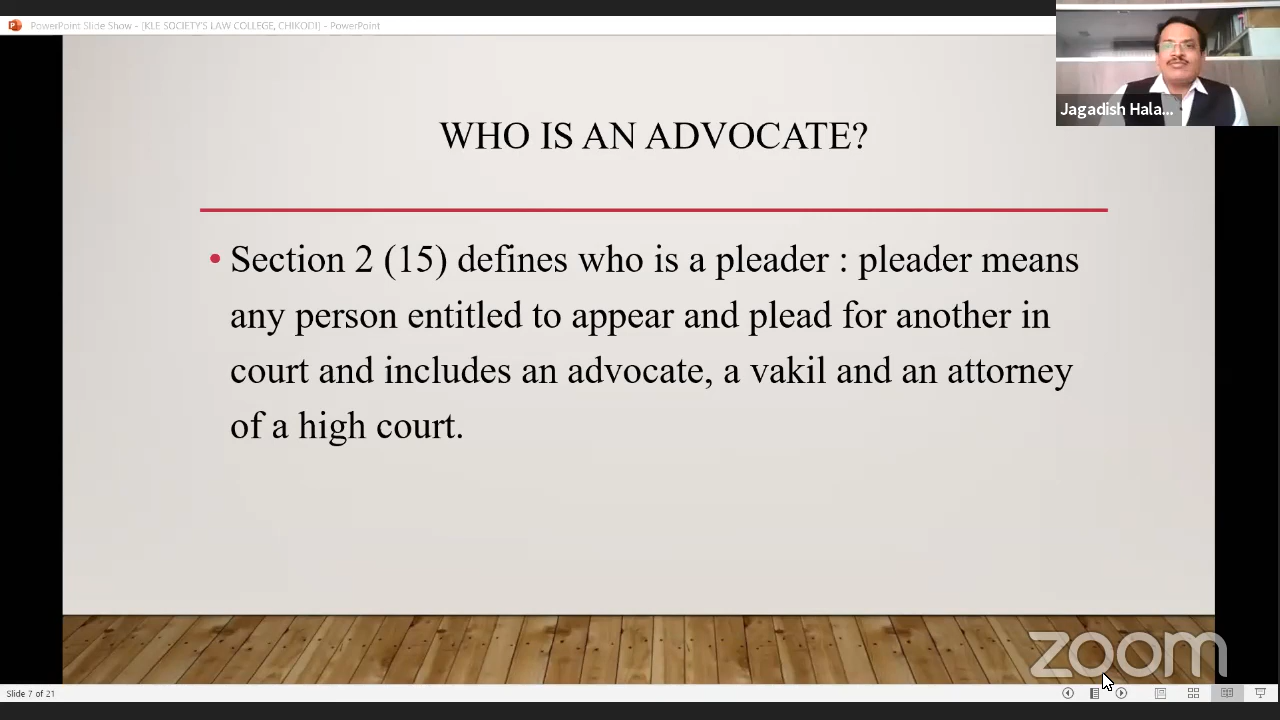 PowerPoint Slide Show - [KLE SOCIETY'S LAW COLLEGE, CHIKODI] - PowerPoint
Jagadish Hala...
WHO IS AN ADVOCATE?
• Section 2 (15) defines who is a pleader : pleader means
any person entitled to appear and plead for another in
court and includes an advocate, a vakil and an attorney
of a high court.
zoom
Slide 7 of 21